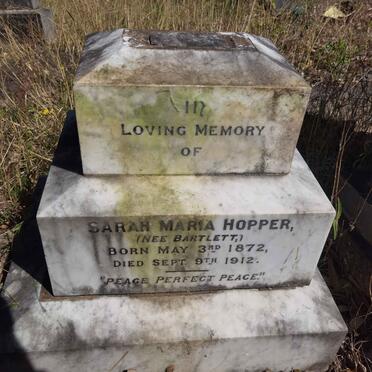 In
Loving Memory
of
Sarah Maria Hopper,
(nee Bartlett,)
Born May 3rd 1872,
Died Sept. 9th 1912.
"Peace Perfect Peace."